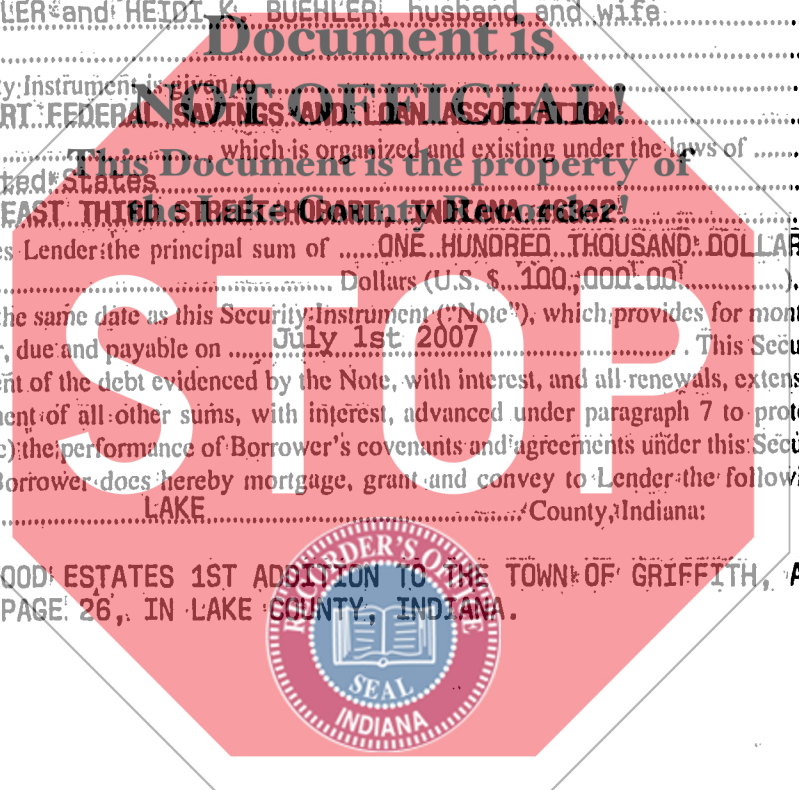 LER and HEIDI K. BUEHLER, husband and wife
Document is
ty Instrument is given to
NOT OFFICIAL!
RT FEDERAL SAVINGS AND LOAN ASSOCIATION
which is organized and existing under the laws of
This Document is the property of
ted States
EAST THIRD STREET HOBART, INDIANA 46342
the Lake County Recorder!
es Lender the principal sum of ONE HUNDRED THOUSAND DOLLAR
Dollars (U.S. $ 100,000.00 ).
the same date as this Security Instrument ("Note"), which provides for mont
, due and payable on July 1st 2007 . This Secu
ent of the debt evidenced by the Note, with interest, and all renewals, extens
ment of all other sums, with interest, advanced under paragraph 7 to prote
c) the performance of Borrower's covenants and agreements under this Secu
Borrower does hereby mortgage, grant and convey to Lender the followi
LAKE County, Indiana:
STOP
OOD ESTATES 1ST ADDITION TO THE TOWN OF GRIFFITH, A
PAGE 26, IN LAKE COUNTY, INDIANA.
RECORDER'S OFFICE
SEAL
INDIANA